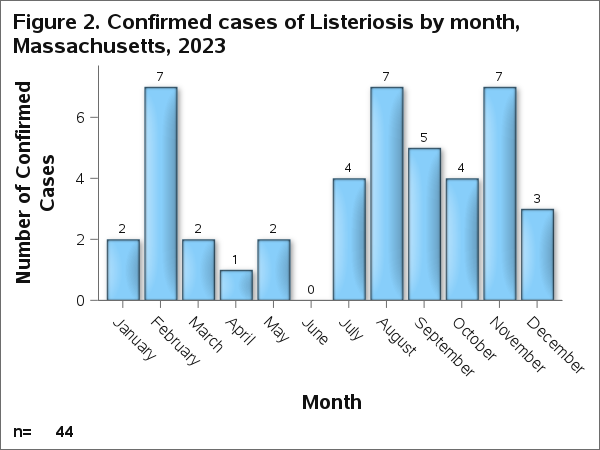 Figure 2. Confirmed cases of Listeriosis by month,
Massachusetts, 2023
Number of Confirmed
Cases
6
4
2
0
2
7
2
1
2
0
4
7
5
4
7
3
January
February
March
April
May
June
July
August
September
October
November
December
Month
n= 44